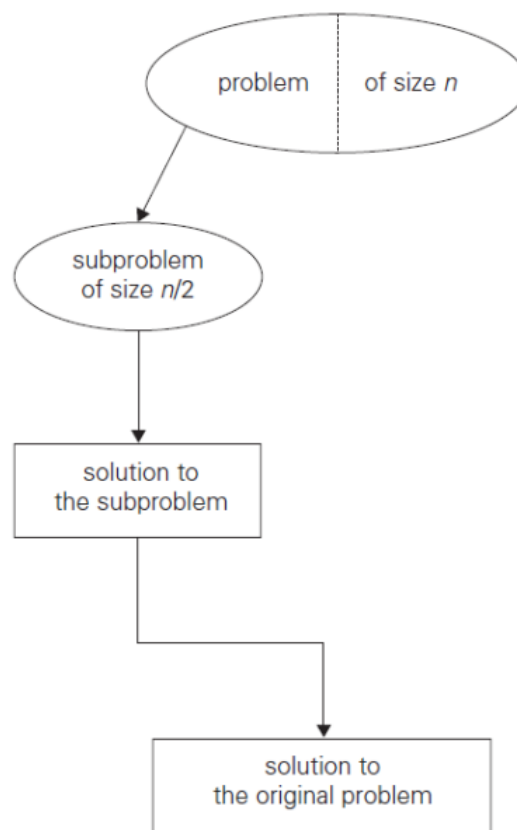 problem of size n
subproblem
of size n/2
solution to
the subproblem
solution to
the original problem